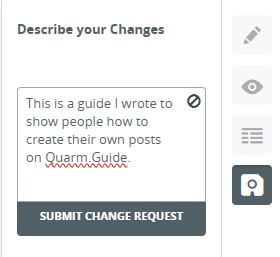 Describe your Changes
This is a guide I wrote to
show people how to
create their own posts
on Quarm.Guide.
SUBMIT CHANGE REQUEST